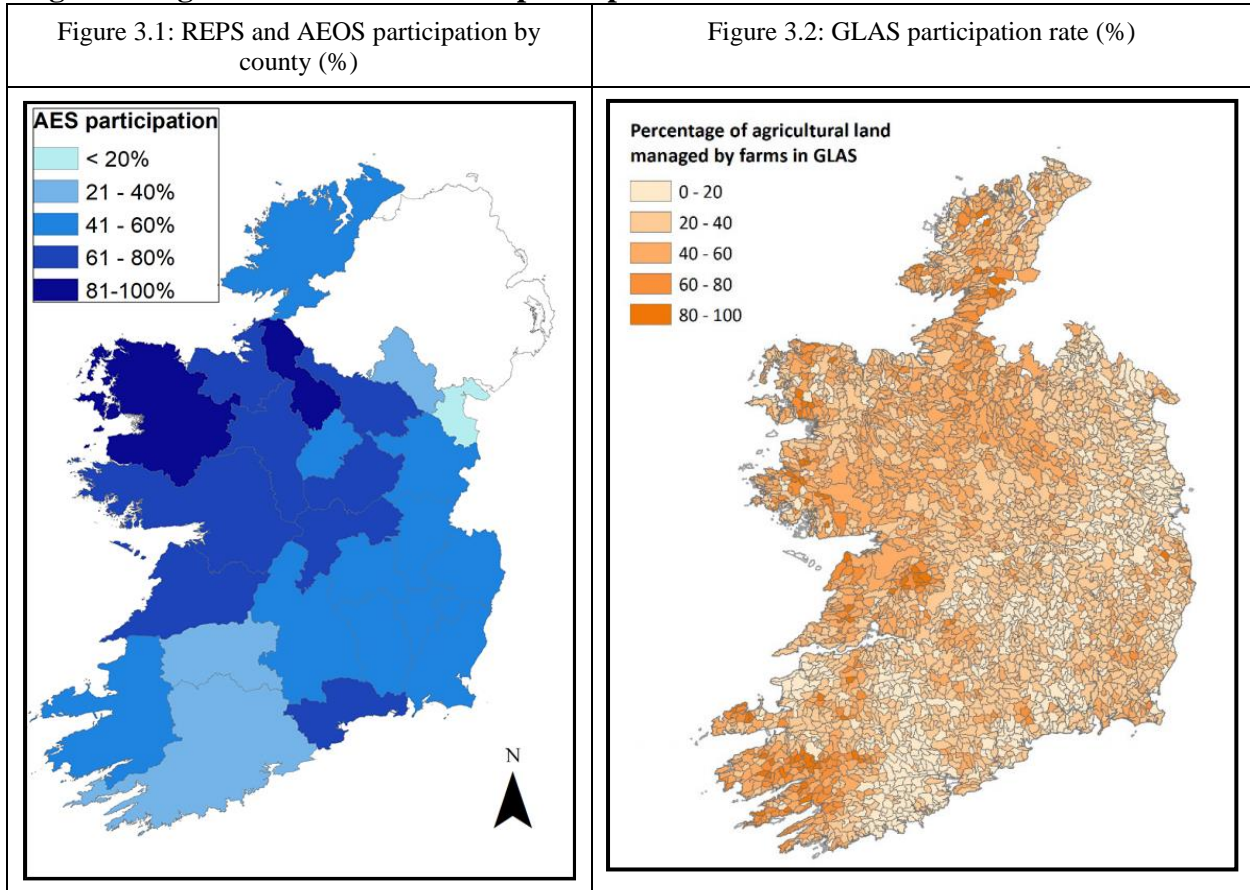 Figure 3.1: REPS and AEOS participation by
county (%)
Figure 3.2: GLAS participation rate (%)
AES participation
< 20%
21 - 40%
41 - 60%
61 - 80%
81-100%
N
Percentage of agricultural land
managed by farms in GLAS
0 - 20
20 - 40
40 - 60
60 - 80
80 - 100